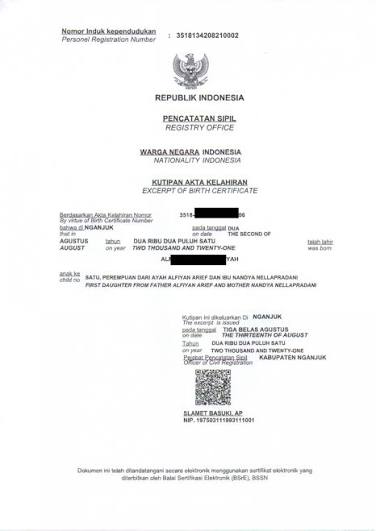 Nomor Induk kependudukan : 3518134208210002
Personel Registration Number
REPUBLIK INDONESIA
PENCATATAN SIPIL
REGISTRY OFFICE
WARGA NEGARA INDONESIA
NATIONALITY INDONESIA
KUTIPAN AKTA KELAHIRAN
EXCERPT OF BIRTH CERTIFICATE
Berdasarkan Akta Kelahiran Nomor 3518- 06
By virtue of Birth Certificate Number
bahwa di NGANJUK pada tanggal DUA
that in on date THE SECOND OF
AGUSTUS tahun DUA RIBU DUA PULUH SATU telah lahir
AUGUST on year TWO THOUSAND AND TWENTY-ONE was born
ALF YAH
anak ke SATU, PEREMPUAN DARI AYAH ALFIYAN ARIEF DAN IBU NANDYA NELLAPRADANI
child no FIRST DAUGHTER FROM FATHER ALFIYAN ARIEF AND MOTHER NANDYA NELLAPRADANI
Kutipan Ini dikeluarkan Di NGANJUK
The excerpt is issued
pada tanggal TIGA BELAS AGUSTUS
on date THE THIRTEENTH OF AUGUST
Tahun DUA RIBU DUA PULUH SATU
on year TWO THOUSAND AND TWENTY-ONE
Pejabat Pencatatan Sipil KABUPATEN NGANJUK
Officer of Civil Registration
SLAMET BASUKI, AP
NIP. 197503111993111001
Dokumen ini telah ditandatangani secara elektronik menggunakan sertifikat elektronik yang
diterbitkan oleh Balai Sertifikasi Elektronik (BSrE), BSSN